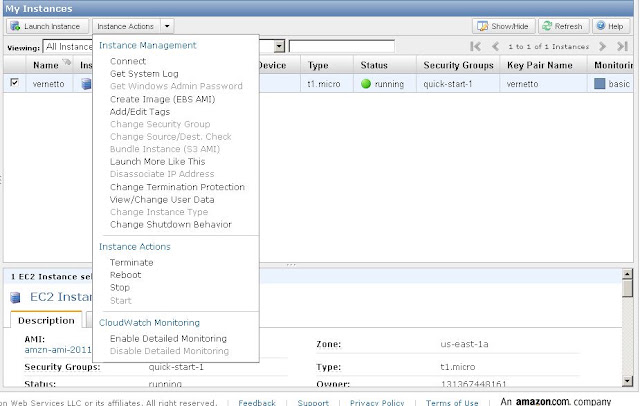 My Instances
Launch Instance Instance Actions Show/Hide Refresh Help
Viewing: All Instance 1 to 1 of 1 Instances
Name Ins Device Type Status Security Groups Key Pair Name Monitorin
vernetto t1.micro running quick-start-1 vernetto basic
Instance Management
Connect
Get System Log
Get Windows Admin Password
Create Image (EBS AMI)
Add/Edit Tags
Change Security Group
Change Source/Dest. Check
Bundle Instance (S3 AMI)
Launch More Like This
Disassociate IP Address
Change Termination Protection
View/Change User Data
Change Instance Type
Change Shutdown Behavior
Instance Actions
Terminate
Reboot
Stop
Start
CloudWatch Monitoring
Enable Detailed Monitoring
Disable Detailed Monitoring
1 EC2 Instance sel
EC2 Instan
Description
AMI: Zone: us-east-1a
amzn-ami-2011
Security Groups: quick-start-1 Type: t1.micro
Status: running Owner: 131367448161
on Web Services LLC or its affiliates. All right reserved. Feedback Support Privacy Policy Terms of Use An amazon.com. company